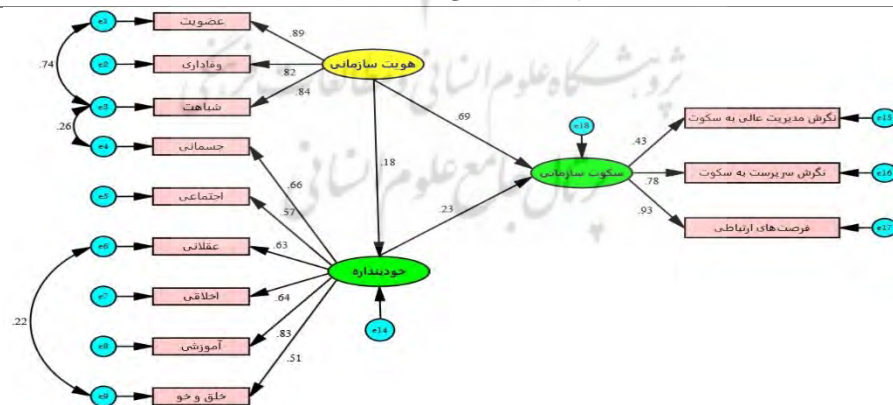 پژوهشگاه علوم انسانی و مطالعات فرهنگی
پرتال جامع علوم انسانی
e1
عضویت
.89
هویت سازمانی
.74
e2
وفاداری
.82
e3
شباهت
.84
.26
e4
جسمانی
.66
e5
اجتماعی
.57
e6
عقلانی
.63
e7
اخلاقی
.64
e8
آموزشی
.83
e9
خلق و خو
.51
.22
.18
خودپنداره
e14
.69
.23
e18
سکوت سازمانی
.43
نگرش مدیریت عالی به سکوت
e15
.78
نگرش سرپرست به سکوت
e16
.93
فرصت‌های ارتباطی
e17